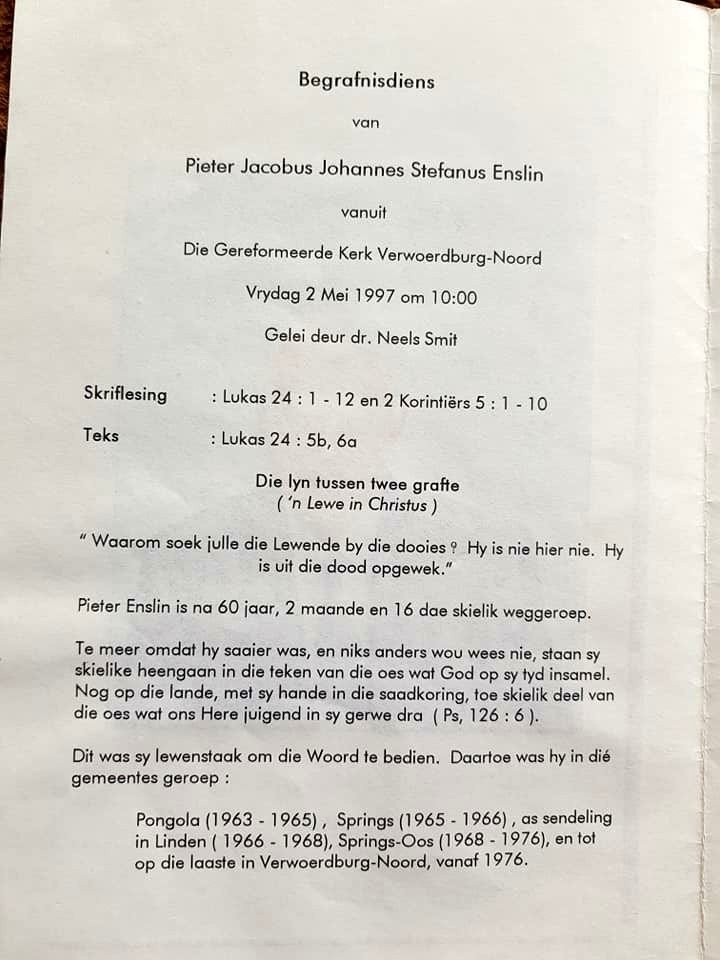 Begrafnisdiens
van
Pieter Jacobus Johannes Stefanus Enslin
vanuit
Die Gereformeerde Kerk Verwoerdburg-Noord
Vrydag 2 Mei 1997 om 10:00
Gelei deur dr. Neels Smit
Skriflesing : Lukas 24 : 1 - 12 en 2 Korintiërs 5 : 1 - 10
Teks : Lukas 24 : 5b, 6a
Die lyn tussen twee grafte
( ‘n Lewe in Christus )
“ Waarom soek julle die Lewende by die dooies ? Hy is nie hier nie. Hy
is uit die dood opgewek.”
Pieter Enslin is na 60 jaar, 2 maande en 16 dae skielik weggeroep.
Te meer omdat hy saaier was, en niks anders wou wees nie, staan sy
skielike heengaan in die teken van die oes wat God op sy tyd insamel.
Nog op die lande, met sy hande in die saadkoring, toe skielik deel van
die oes wat ons Here juigend in sy gerwe dra ( Ps, 126 : 6 ).
Dit was sy lewenstaak om die Woord te bedien. Daartoe was hy in dié
gemeentes geroep :
Pongola (1963 - 1965) , Springs (1965 - 1966) , as sendeling
in Linden ( 1966 - 1968), Springs-Oos (1968 - 1976), en tot
op die laaste in Verwoerdburg-Noord, vanaf 1976.